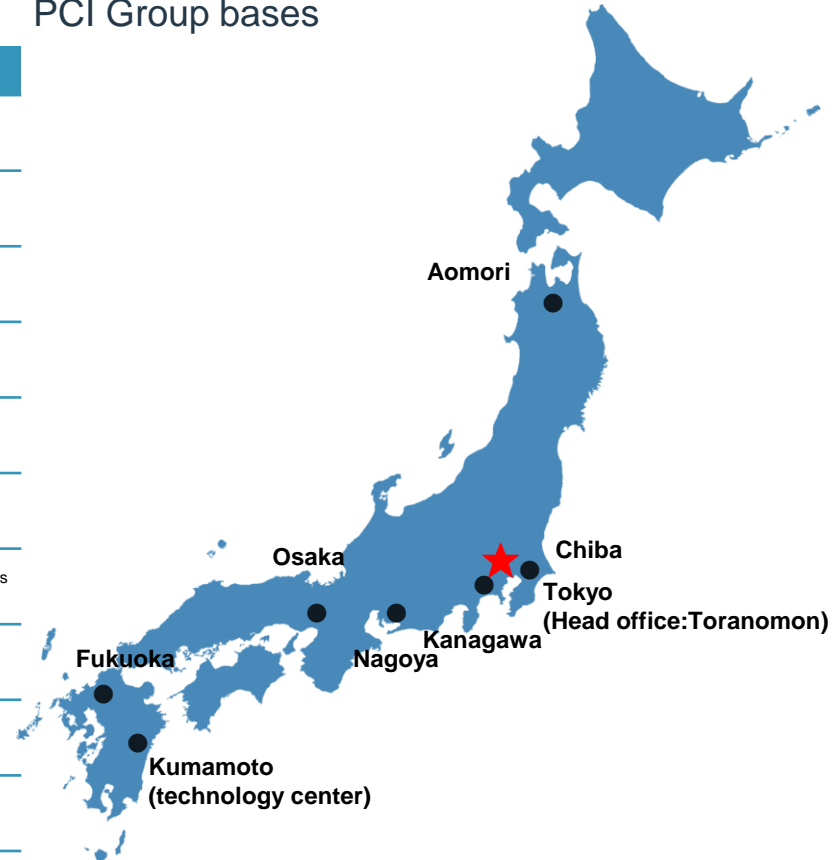 PCI Group bases
Aomori
Chiba
Osaka
s
Tokyo
(Head office:Toranomon)
Kanagawa
Nagoya
Fukuoka
Kumamoto
(technology center)